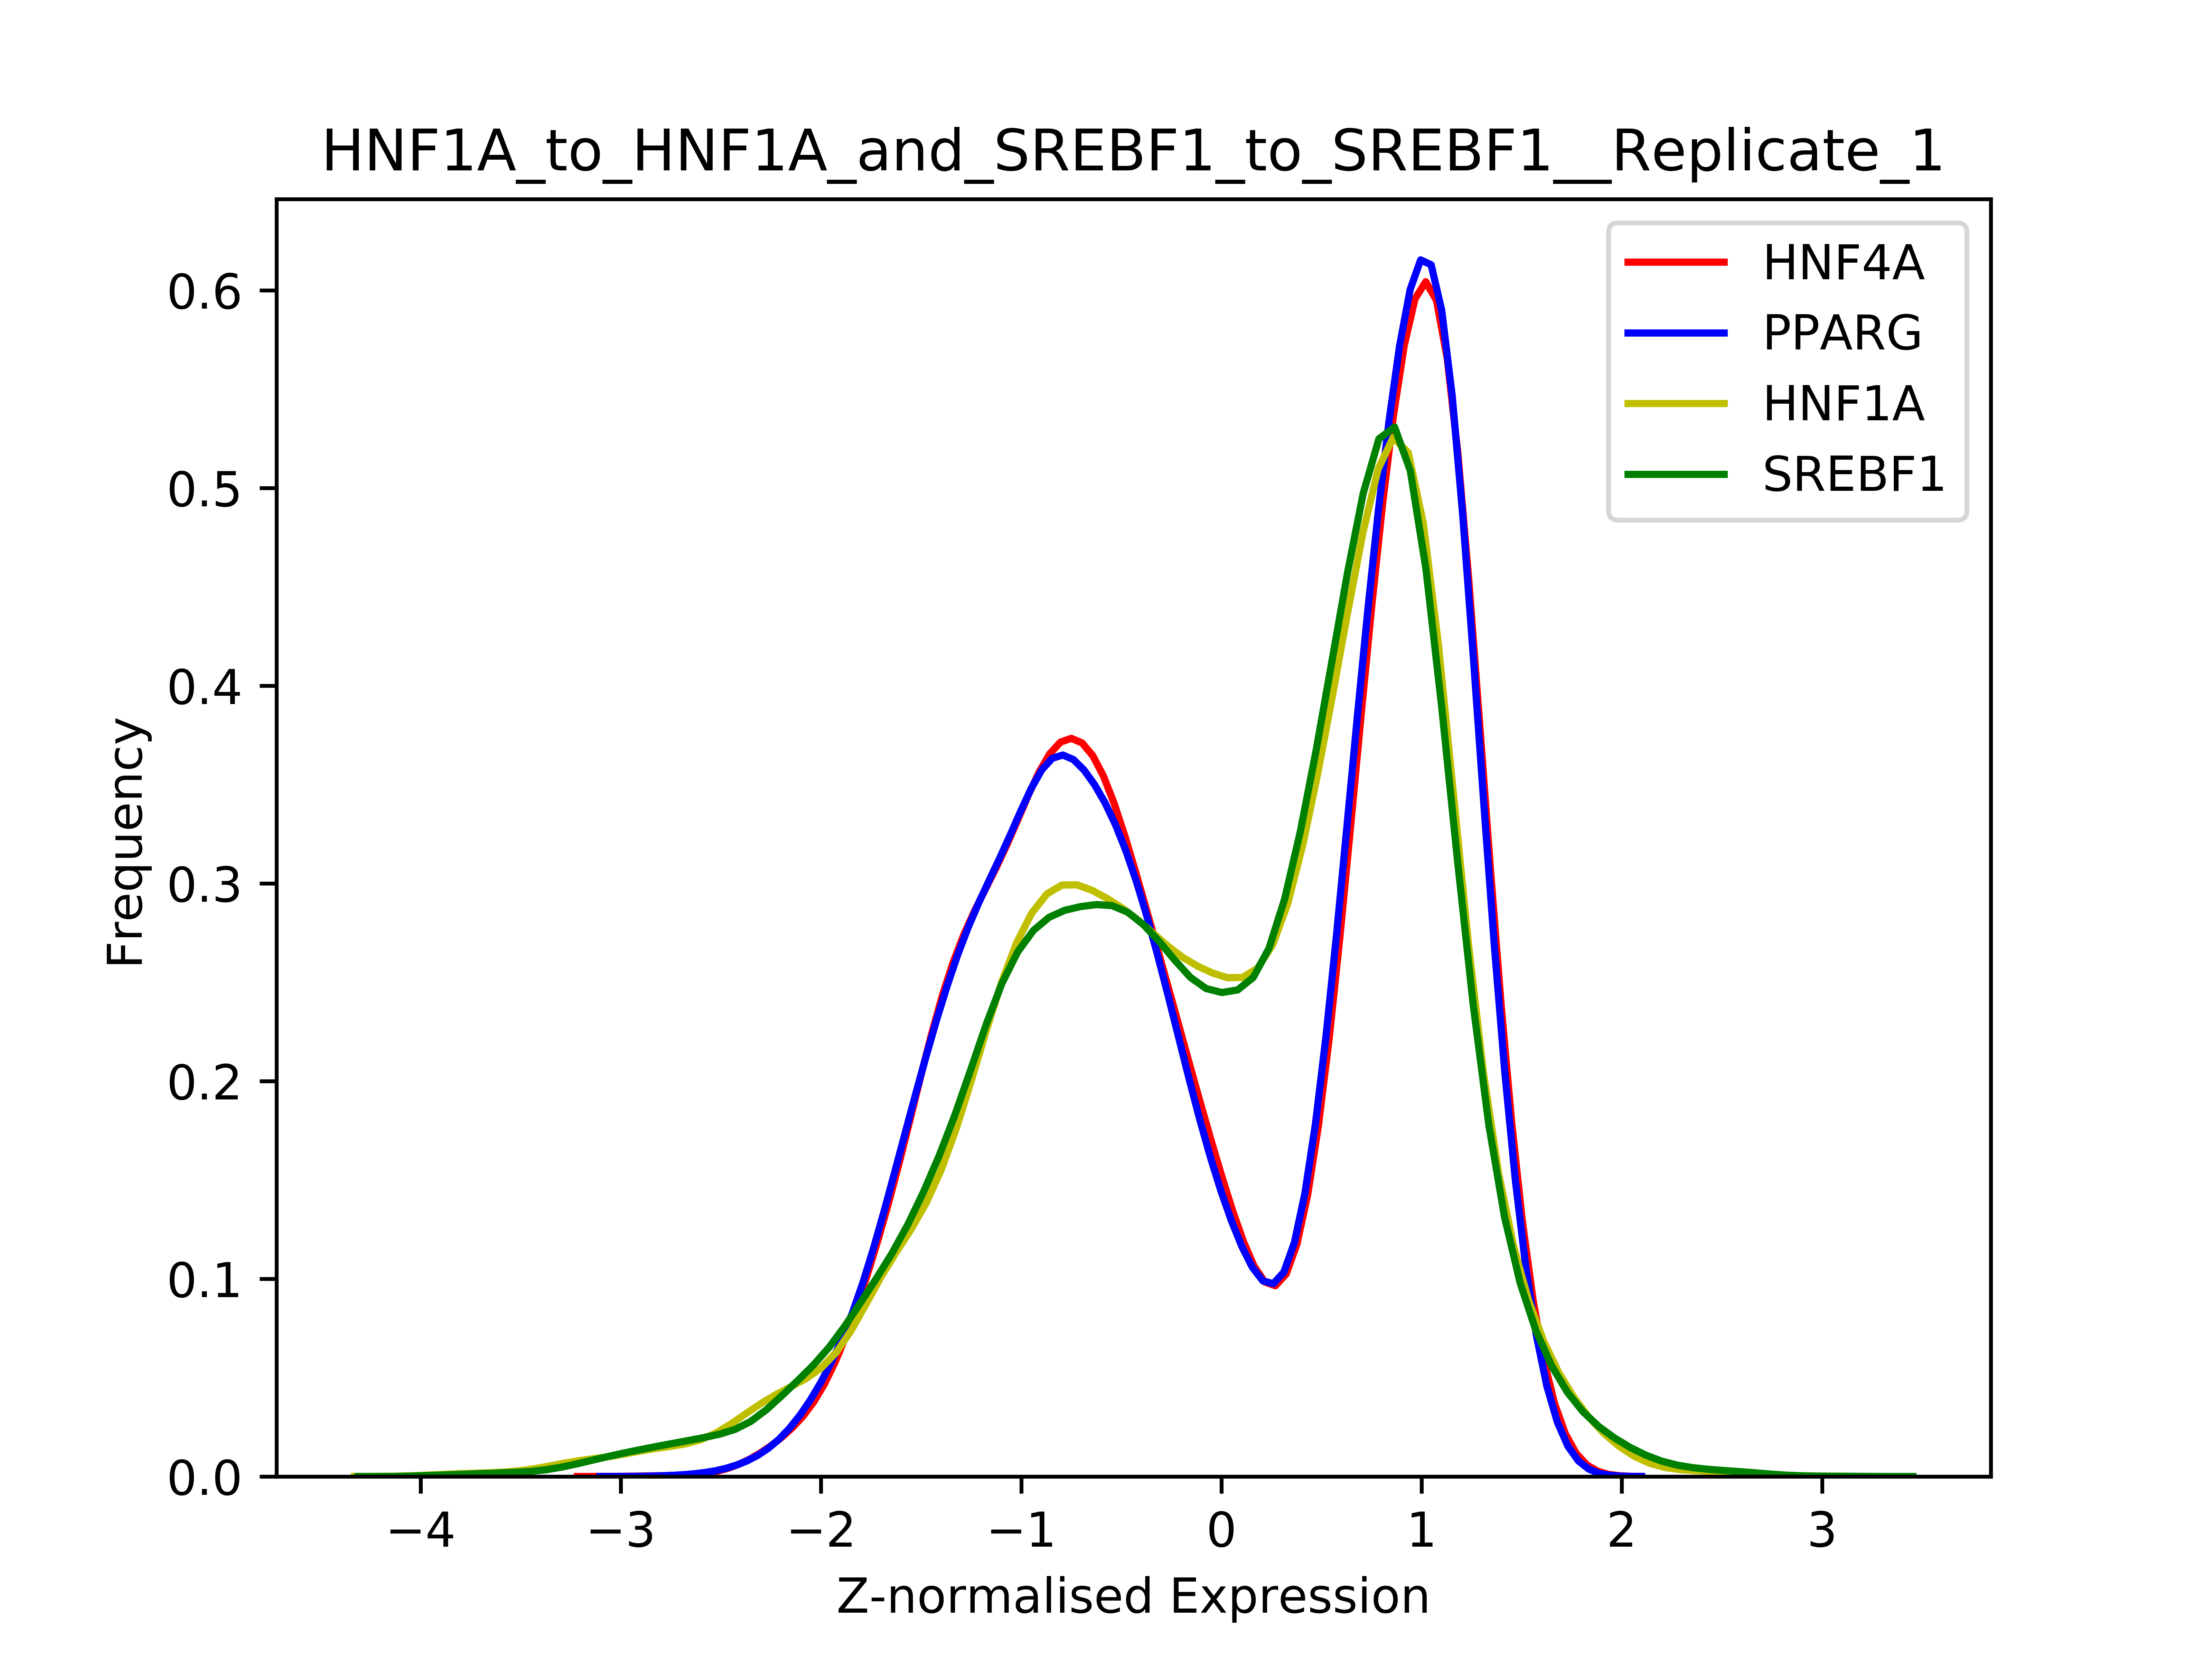 HNF1A_to_HNF1A_and_SREBF1_to_SREBF1__Replicate_1
HNF4A
PPARG
HNF1A
SREBF1
0.6
0.5
0.4
0.3
0.2
0.1
0.0
Frequency
−4 −3 −2 −1 0 1 2 3
Z-normalised Expression